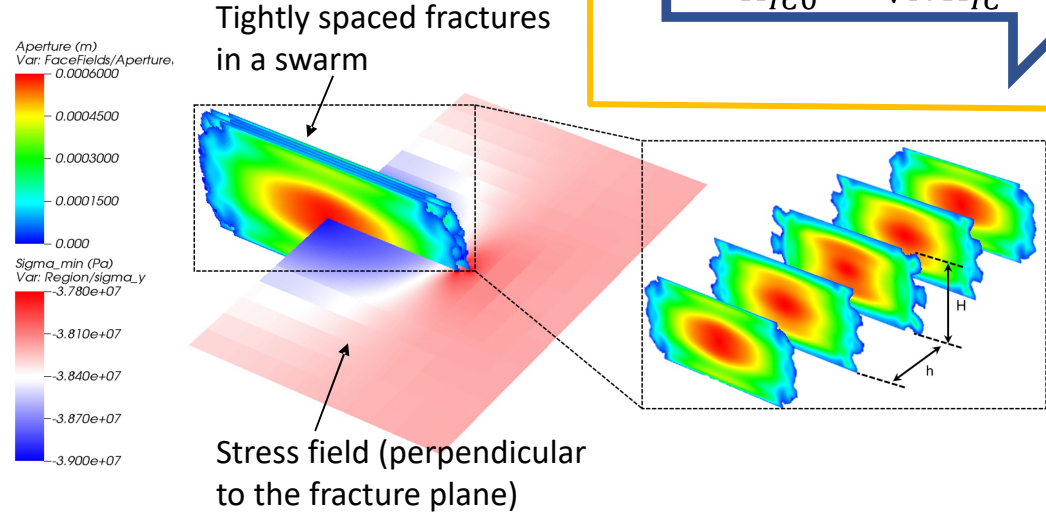 Tightly spaced fractures
in a swarm
Aperture (m)
Var: FaceFields/Aperture
0.0006000
0.0004500
0.0003000
0.0001500
0.000
Sigma_min (Pa)
Var: Region/sigma_y
-3.780e+07
-3.810e+07
-3.840e+07
-3.870e+07
-3.900e+07
H
h
Stress field (perpendicular
to the fracture plane)